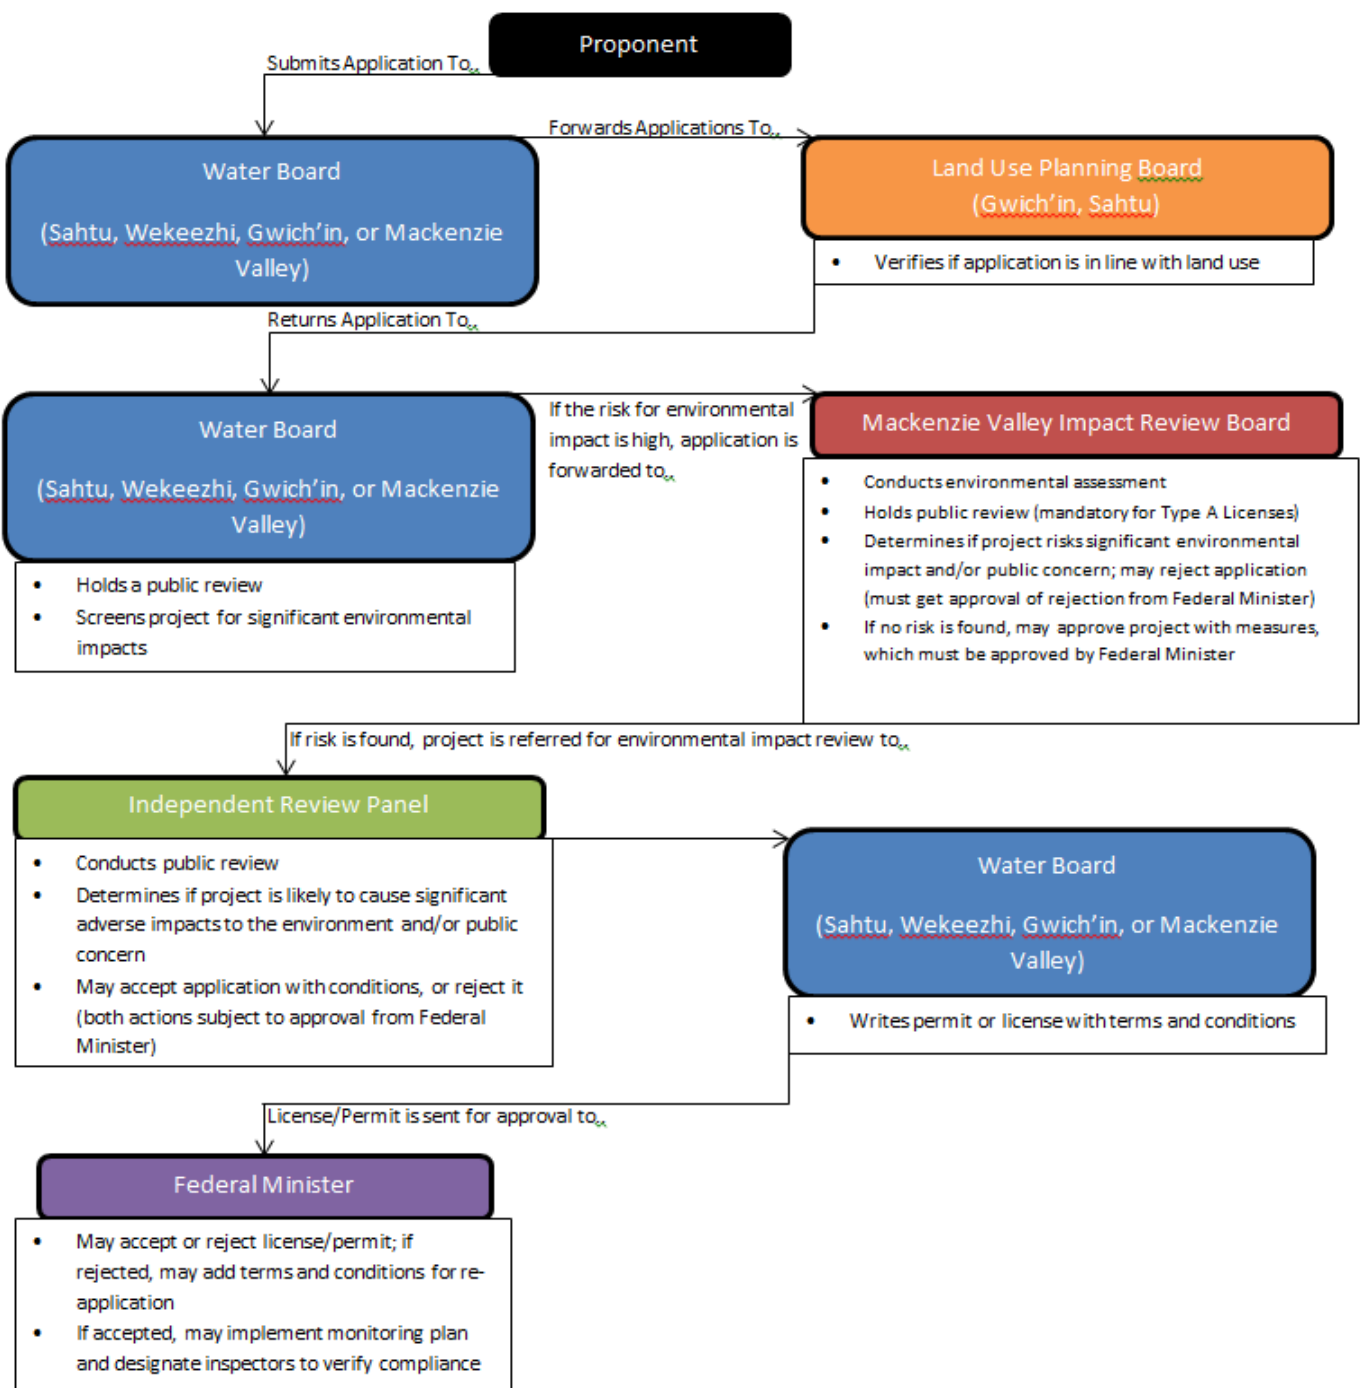 Proponent
Submits Application To..
Forwards Applications To..
Water Board
(Sahtu, Wekeezhi, Gwich'in, or Mackenzie
Valley)
Land Use Planning Board
(Gwich'in, Sahtu)
• Verifies if application is in line with land use
Returns Application To..
Water Board
(Sahtu, Wekeezhi, Gwich'in, or Mackenzie
Valley)
• Holds a public review
• Screens project for significant environmental
impacts
If the risk for environmental
impact is high, application is
forwarded to..
Mackenzie Valley Impact Review Board
• Conducts environmental assessment
• Holds public review (mandatory for Type A Licenses)
• Determines if project risks significant environmental
impact and/or public concern; may reject application
(must get approval of rejection from Federal Minister)
• If no risk is found, may approve project with measures,
which must be approved by Federal Minister
If risk is found, project is referred for environmental impact review to..
Independent Review Panel
• Conducts public review
• Determines if project is likely to cause significant
adverse impacts to the environment and/or public
concern
• May accept application with conditions, or reject it
(both actions subject to approval from Federal
Minister)
Water Board
(Sahtu, Wekeezhi, Gwich'in, or Mackenzie
Valley)
• Writes permit or license with terms and conditions
License/Permit is sent for approval to..
Federal Minister
• May accept or reject license/permit; if
rejected, may add terms and conditions for re-
application
• If accepted, may implement monitoring plan
and designate inspectors to verify compliance